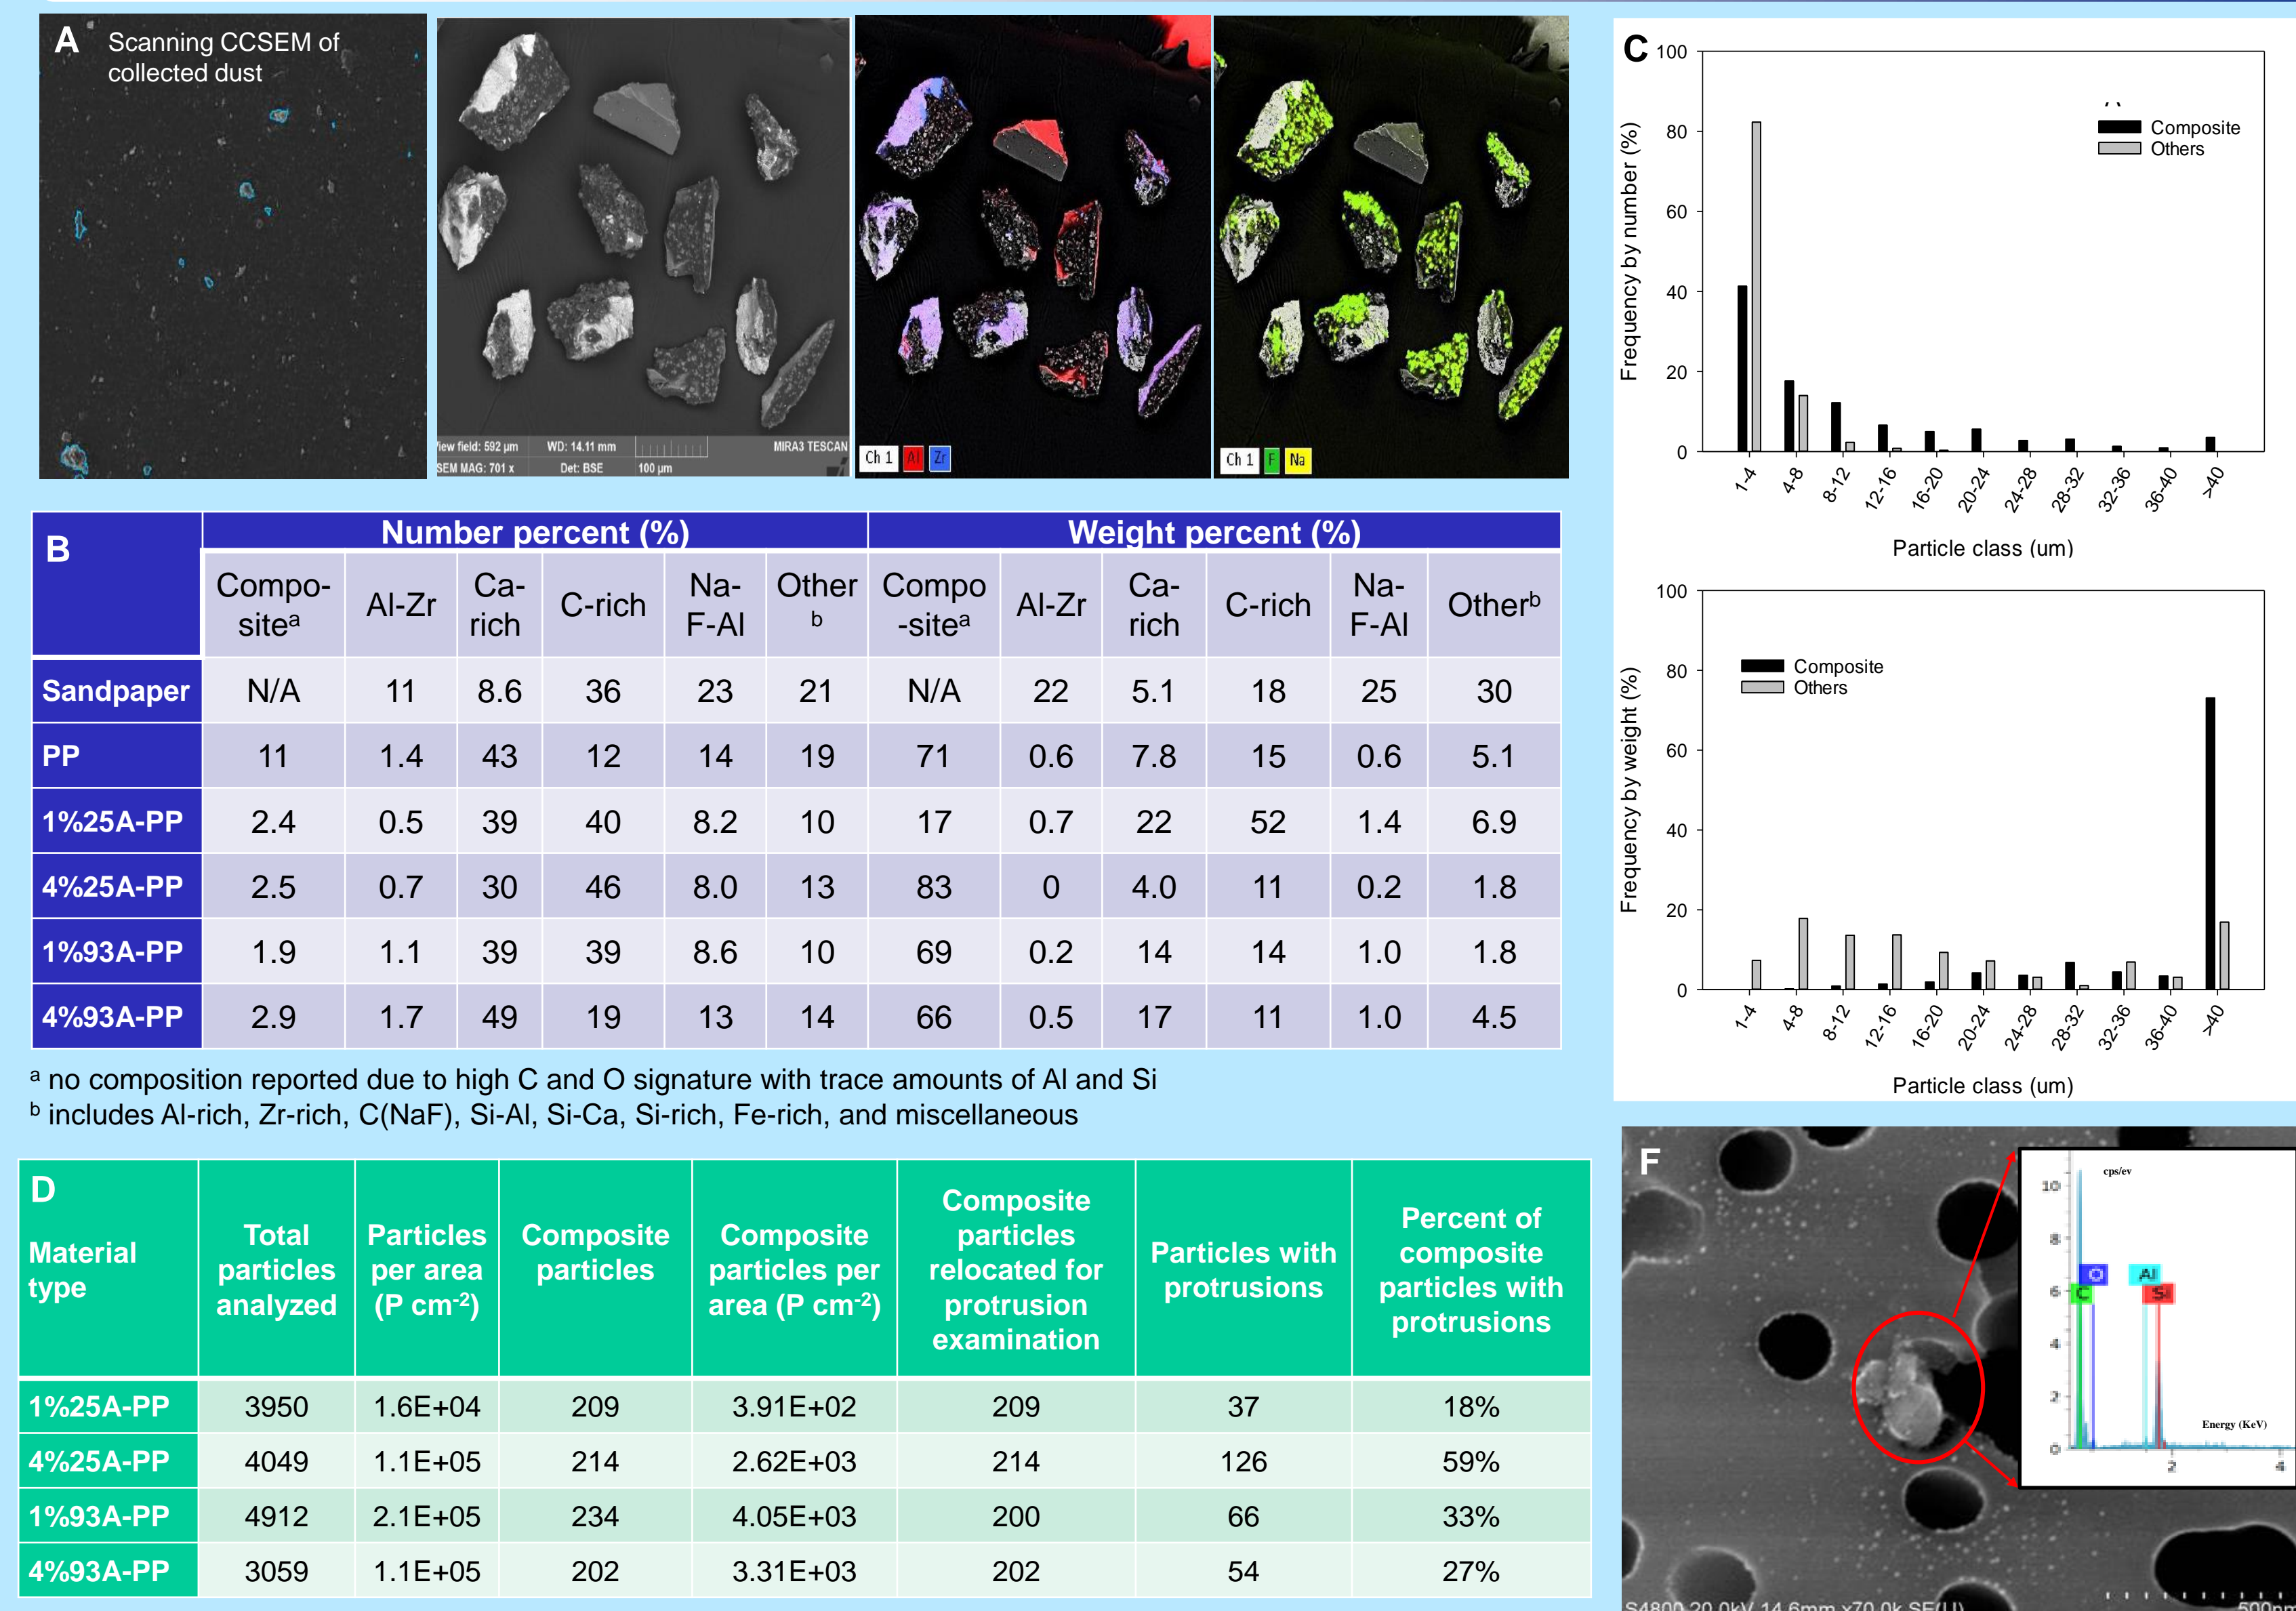 A Scanning CCSEM of
collected dust
View field: 592 µm WD: 14.11 mm MIRA3 TESCAN
SEM MAG: 701 x Det: BSE 100 µm
Ch 1 Al Zr
Ch 1 F Na
B Number percent (%) Weight percent (%)
Compo-
siteᵃ Al-Zr Ca-
rich C-rich Na-
F-Al Other
b Compo
-siteᵃ Al-Zr Ca-
rich C-rich Na-
F-Al Otherᵇ
Sandpaper N/A 11 8.6 36 23 21 N/A 22 5.1 18 25 30
PP 11 1.4 43 12 14 19 71 0.6 7.8 15 0.6 5.1
1%25A-PP 2.4 0.5 39 40 8.2 10 17 0.7 22 52 1.4 6.9
4%25A-PP 2.5 0.7 30 46 8.0 13 83 0 4.0 11 0.2 1.8
1%93A-PP 1.9 1.1 39 39 8.6 10 69 0.2 14 14 1.0 1.8
4%93A-PP 2.9 1.7 49 19 13 14 66 0.5 17 11 1.0 4.5
ᵃ no composition reported due to high C and O signature with trace amounts of Al and Si
ᵇ includes Al-rich, Zr-rich, C(NaF), Si-Al, Si-Ca, Si-rich, Fe-rich, and miscellaneous
C
Frequency by number (%)
100
80
60
40
20
0
Composite
Others
1-4 4-8 8-12 12-16 16-20 20-24 24-28 28-32 32-36 36-40 >40
Particle class (um)
Frequency by weight (%)
100
80
60
40
20
0
Composite
Others
1-4 4-8 8-12 12-16 16-20 20-24 24-28 28-32 32-36 36-40 >40
Particle class (um)
D
Material
type
Total
particles
analyzed
Particles
per area
(P cm⁻²)
Composite
particles
Composite
particles per
area (P cm⁻²)
Composite
particles
relocated for
protrusion
examination
Particles with
protrusions
Percent of
composite
particles with
protrusions
1%25A-PP 3950 1.6E+04 209 3.91E+02 209 37 18%
4%25A-PP 4049 1.1E+05 214 2.62E+03 214 126 59%
1%93A-PP 4912 2.1E+05 234 4.05E+03 200 66 33%
4%93A-PP 3059 1.1E+05 202 3.31E+03 202 54 27%
F
cps/ev
10
8
6
4
2
0
O Al
C Si
Energy (KeV)
2 4
S4800 20.0kV 14.6mm x70.0k SE(U) 500nm